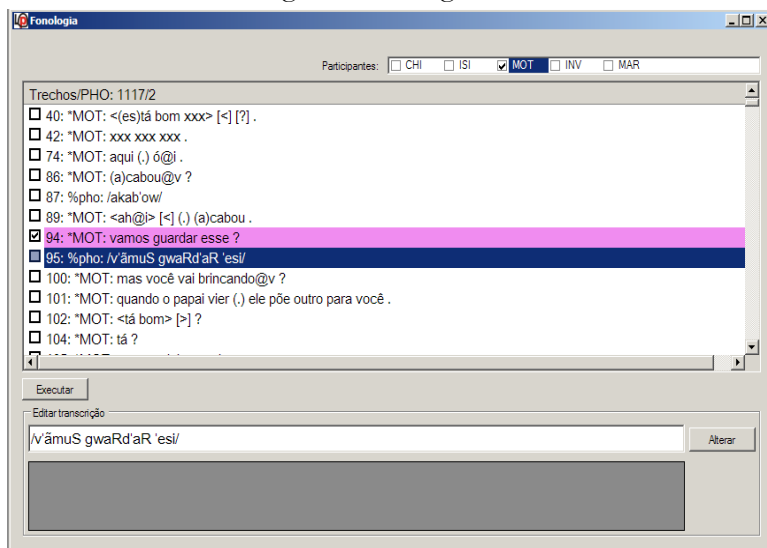 Fonologia
Participantes: CHI ISI MOT INV MAR
Trechos/PHO: 1117/2
40: *MOT: <(es)tá bom xxx> [<] [?] .
42: *MOT: xxx xxx xxx .
74: *MOT: aqui (.) ó@i .
86: *MOT: (a)cabou@v ?
87: %pho: /akab'ow/
89: *MOT: <ah@i> [<] (.) (a)cabou .
94: *MOT: vamos guardar esse ?
95: %pho: /v'ãmuS gwaRd'aR 'esi/
100: *MOT: mas você vai brincando@v ?
101: *MOT: quando o papai vier (.) ele põe outro para você .
102: *MOT: <tá bom> [>] ?
104: *MOT: tá ?
Executar
Editar transcrição
/v'ãmuS gwaRd'aR 'esi/
Alterar